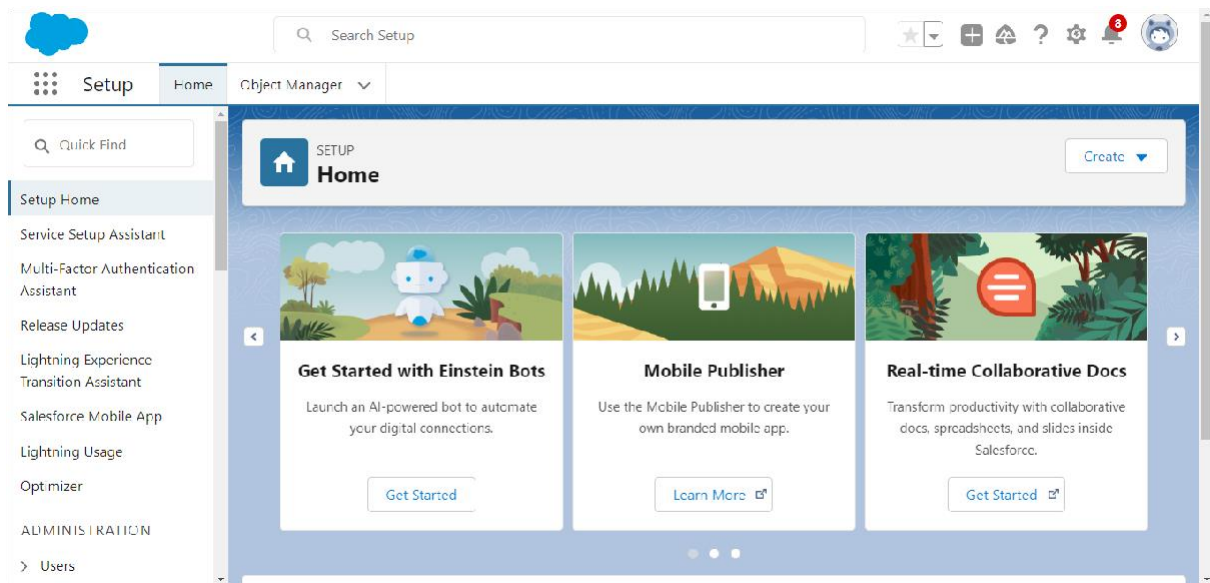 Search Setup
8
Setup
Home
Object Manager
Quick Find
Setup Home
Service Setup Assistant
Multi-Factor Authentication
Assistant
Release Updates
Lightning Experience
Transition Assistant
Salesforce Mobile App
Lightning Usage
Optimizer
ADMINISTRATION
Users
SETUP
Home
Create
Get Started with Einstein Bots
Launch an AI-powered bot to automate
your digital connections.
Get Started
Mobile Publisher
Use the Mobile Publisher to create your
own branded mobile app.
Learn More
Real-time Collaborative Docs
Transform productivity with collaborative
docs, spreadsheets, and slides inside
Salesforce.
Get Started